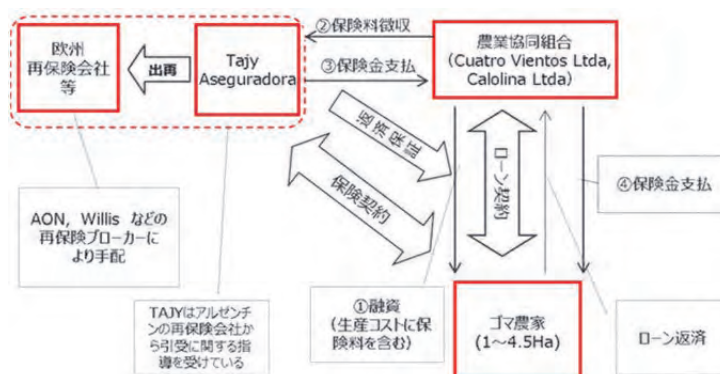 欧州
再保険会社
等
出再
Tajy
Aseguradora
②保険料徴収
③保険金支払
農業協同組合
(Cuatro Vientos Ltda,
Calolina Ltda)
保険契約
ローン契約
④保険金支払
AON, Willis などの
再保険ブローカーに
より手配
TAJYはアルゼンチ
ンの再保険会社か
ら引受に関する指
導を受けている
①融資
(生産コストに保
険料を含む)
ゴマ農家
(1～4.5Ha)
ローン返済